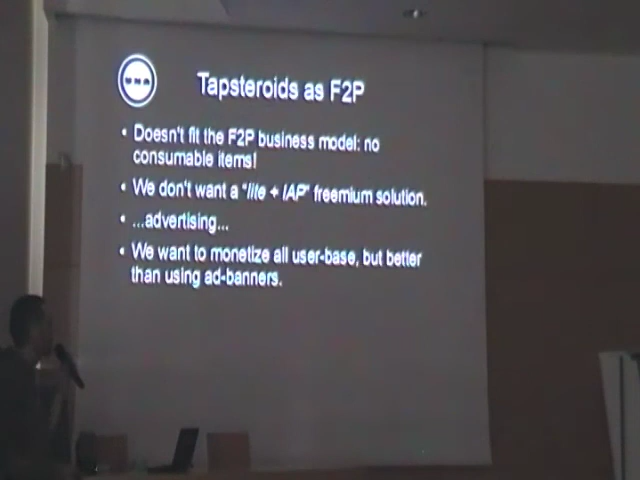 Tapsteroids as F2P
• Doesn't fit the F2P business model: no
consumable items!
• We don't want a "lite + IAP" freemium solution.
• ...advertising...
• We want to monetize all user-base, but better
than using ad-banners.